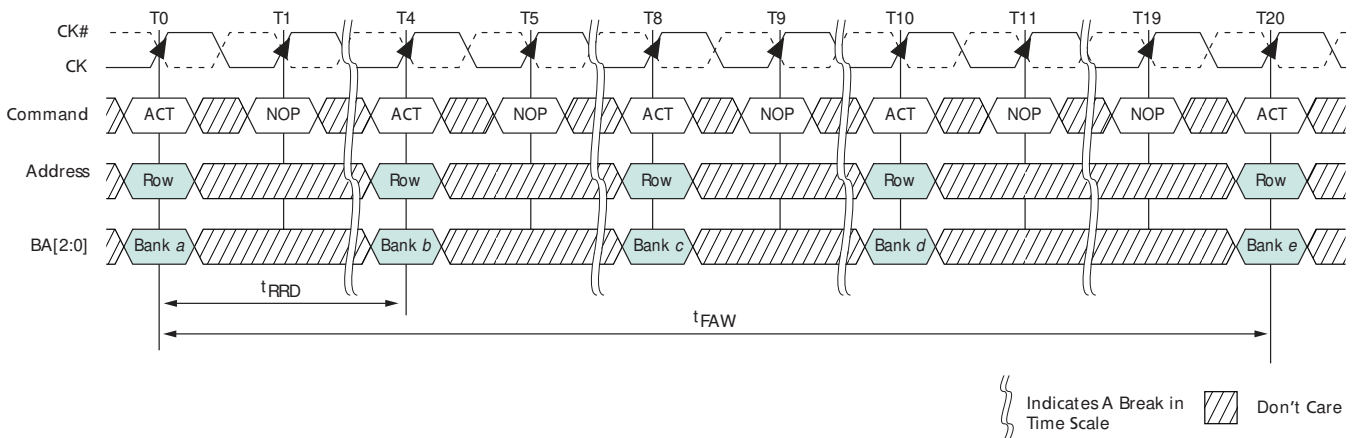 T0 T1 T4 T5 T8 T9 T10 T11 T19 T20
CK#
CK
Command ACT NOP ACT NOP ACT NOP ACT NOP NOP ACT
Address Row Row Row Row Row
BA[2:0] Bank a Bank b Bank c Bank d Bank e
tRRD
tFAW
Indicates A Break in
Time Scale
Don't Care